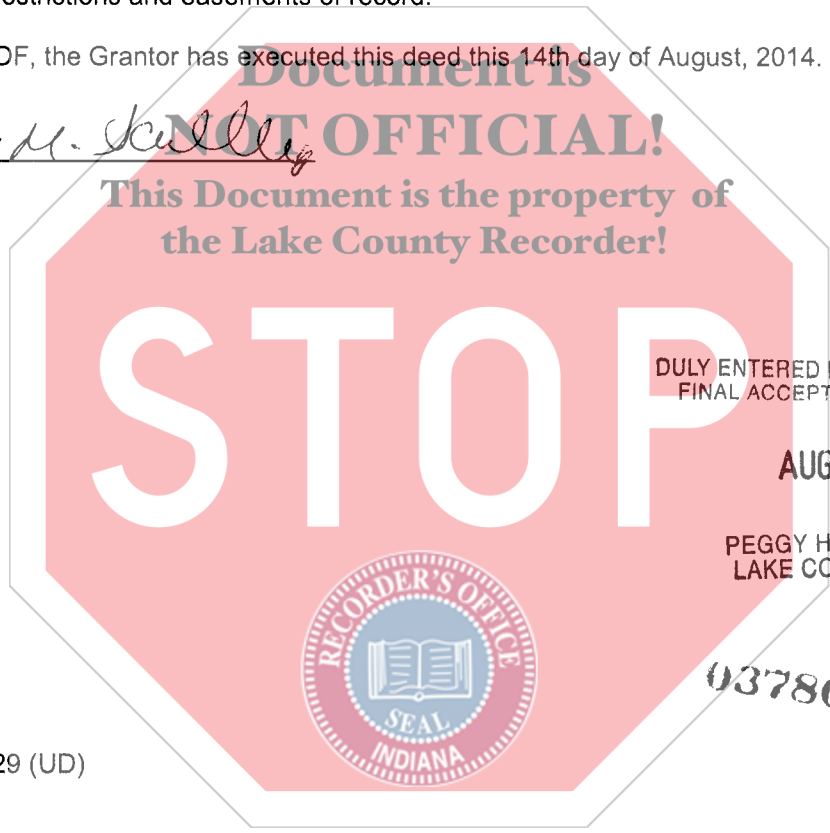 estrictions and easements of record.
OF, the Grantor has executed this deed this 14th day of August, 2014.
Document is
NOT OFFICIAL!
This Document is the property of
the Lake County Recorder!
STOP
DULY ENTERED
FINAL ACCEPT
AUG
PEGGY H
LAKE CO
RECORDER'S OFFICE
SEAL
INDIANA
03786
29 (UD)